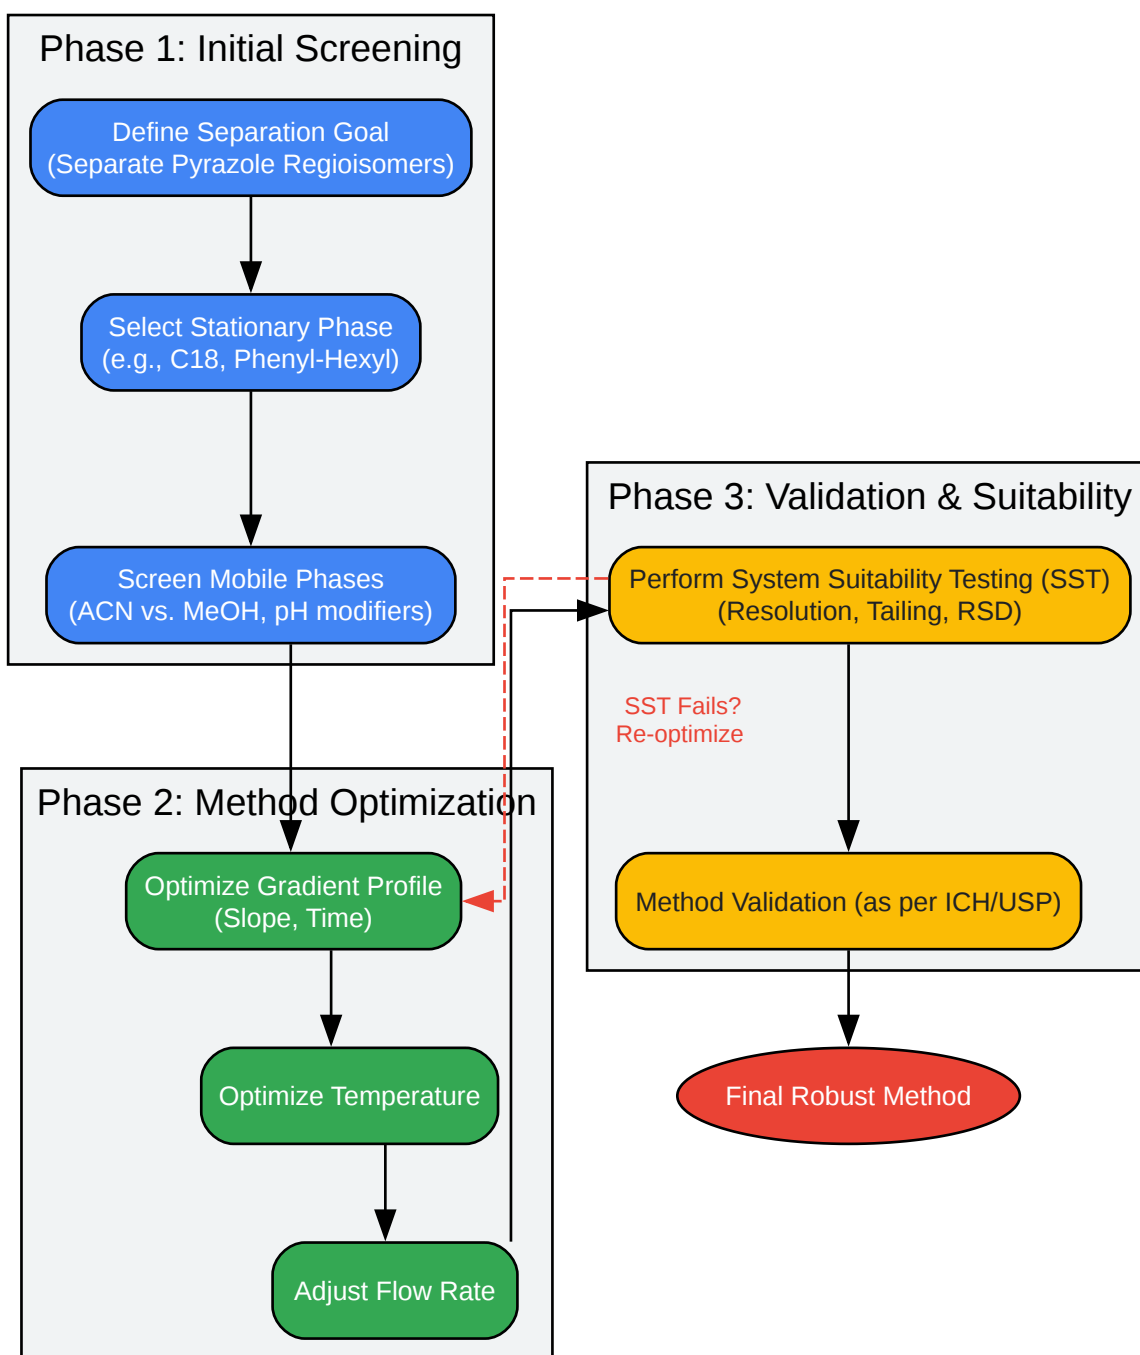 Phase 1: Initial Screening
Define Separation Goal
(Separate Pyrazole Regioisomers)
Select Stationary Phase
(e.g., C18, Phenyl-Hexyl)
Screen Mobile Phases
(ACN vs. MeOH, pH modifiers)
Phase 2: Method Optimization
Optimize Gradient Profile
(Slope, Time)
Optimize Temperature
Adjust Flow Rate
Phase 3: Validation & Suitability
Perform System Suitability Testing (SST)
(Resolution, Tailing, RSD)
SST Fails?
Re-optimize
Method Validation (as per ICH/USP)
Final Robust Method